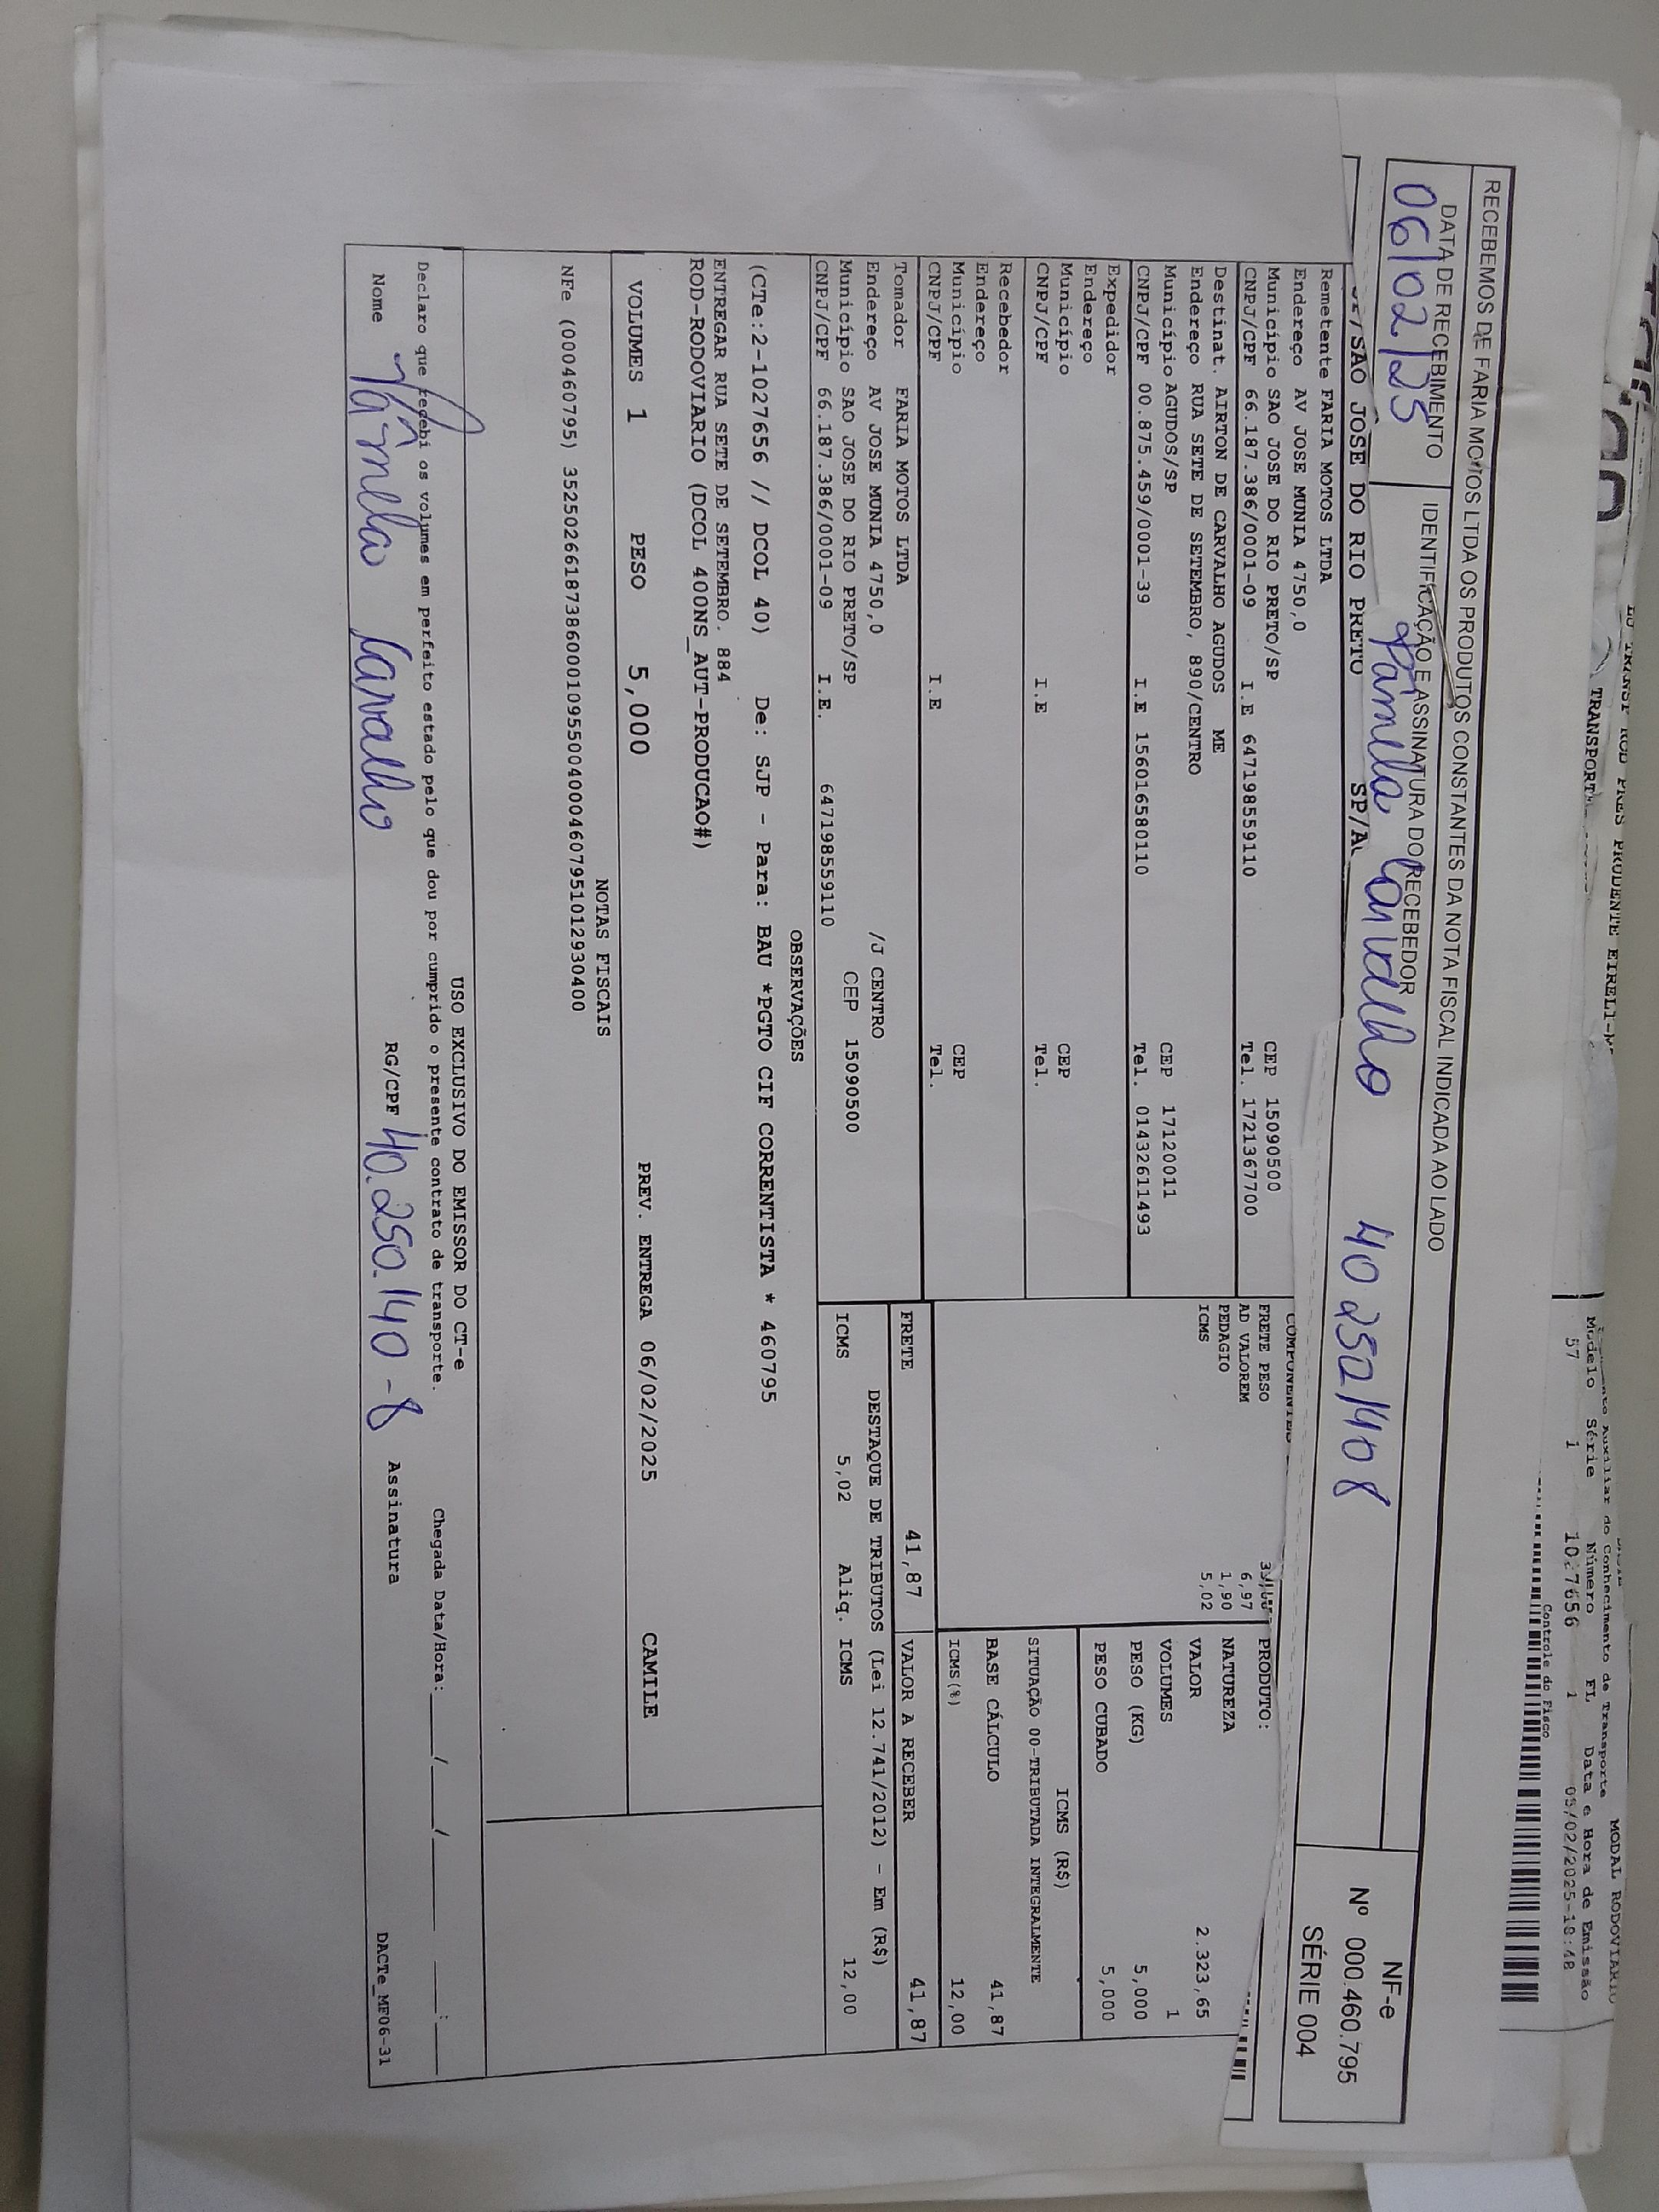 TRANSPORT
MODAL RODOVIÁRIO
Auxiliar do Conhecimento de Transporte
Modelo Série Número FL Data e Hora de Emissão
57 1 1 05/02/2025-18:48
Controle do Fisco
RECEBEMOS DE FARIA MOTOS LTDA OS PRODUTOS CONSTANTES DA NOTA FISCAL INDICADA AO LADO
DATA DE RECEBIMENTO IDENTIFICAÇÃO E ASSINATURA DO RECEBEDOR
06/02/25 Pâmela Carvalho 40 250 1408
NF-e
Nº 000.460.795
SÉRIE 004
SÃO JOSE DO RIO PRETO
Remetente FARIA MOTOS LTDA
Endereço AV JOSE MUNIA 4750,0
Município SAO JOSE DO RIO PRETO/SP CEP 15090500
CNPJ/CPF 66.187.386/0001-09 I.E 647198559110 Tel. 1721367700
Destinat. AIRTON DE CARVALHO AGUDOS ME
Endereço RUA SETE DE SETEMBRO, 890/CENTRO
Município AGUDOS/SP CEP 17120011
CNPJ/CPF 00.875.459/0001-39 I.E 156016580110 Tel. 01432611493
Expedidor
Endereço
Município CEP
CNPJ/CPF I.E Tel.
Recebedor
Endereço
Município CEP
CNPJ/CPF I.E Tel.
FRETE PESO
AD VALOREM 6,97
PEDAGIO 1,90
ICMS 5,02
PRODUTO:
NATUREZA
VALOR 2.323,65
VOLUMES 1
PESO (KG) 5,000
PESO CUBADO 5,000
ICMS (R$)
SITUAÇÃO 00-TRIBUTADA INTEGRALMENTE
BASE CÁLCULO 41,87
ICMS(%) 12,00
Tomador FARIA MOTOS LTDA
Endereço AV JOSE MUNIA 4750,0 /J CENTRO
Município SAO JOSE DO RIO PRETO/SP CEP 15090500
CNPJ/CPF 66.187.386/0001-09 I.E. 647198559110
FRETE 41,87 VALOR A RECEBER 41,87
DESTAQUE DE TRIBUTOS (Lei 12.741/2012) - Em (R$)
ICMS 5,02 Aliq. ICMS 12,00
OBSERVAÇÕES
(CTe:2-1027656 // DCOL 40) De: SJP - Para: BAU *PGTO CIF CORRENTISTA * 460795
ENTREGAR RUA SETE DE SETEMBRO. 884
ROD-RODOVIARIO (DCOL 400NS_AUT-PRODUCAO#)
VOLUMES 1 PESO 5,000 PREV. ENTREGA 06/02/2025 CAMILE
NOTAS FISCAIS
NFe (000460795) 35250266187386000109550040004607951012930400
USO EXCLUSIVO DO EMISSOR DO CT-e
Declaro que recebi os volumes em perfeito estado pelo que dou por cumprido o presente contrato de transporte. Chegada Data/Hora:___/___/_____ ___:___
Nome Pâmela Carvalho RG/CPF 40.250.140-8 Assinatura
DACTe_MF06-31